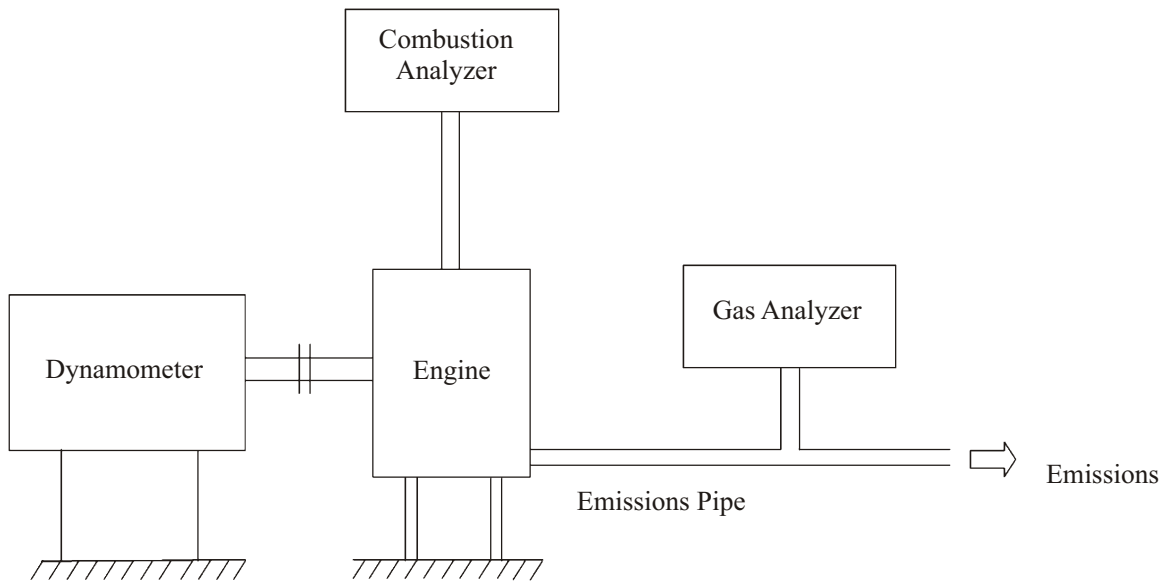 Combustion
Analyzer
Gas Analyzer
Dynamometer
Engine
Emissions
Emissions Pipe